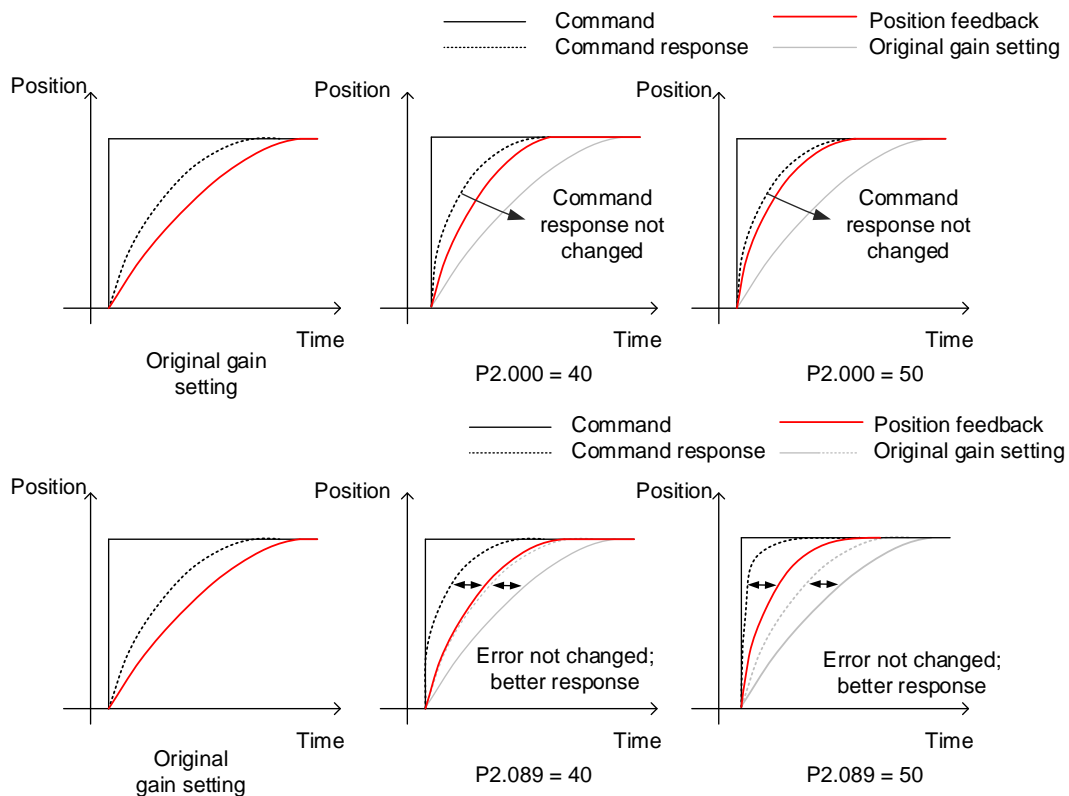 Command
Position feedback
Command response
Original gain setting
Position
Position
Position
Command
response not
changed
Command
response not
changed
Time
Time
Time
Original gain
setting
P2.000 = 40
P2.000 = 50
Command
Position feedback
Command response
Original gain setting
Position
Position
Position
Error not changed;
better response
Error not changed;
better response
Time
Time
Time
Original
gain setting
P2.089 = 40
P2.089 = 50